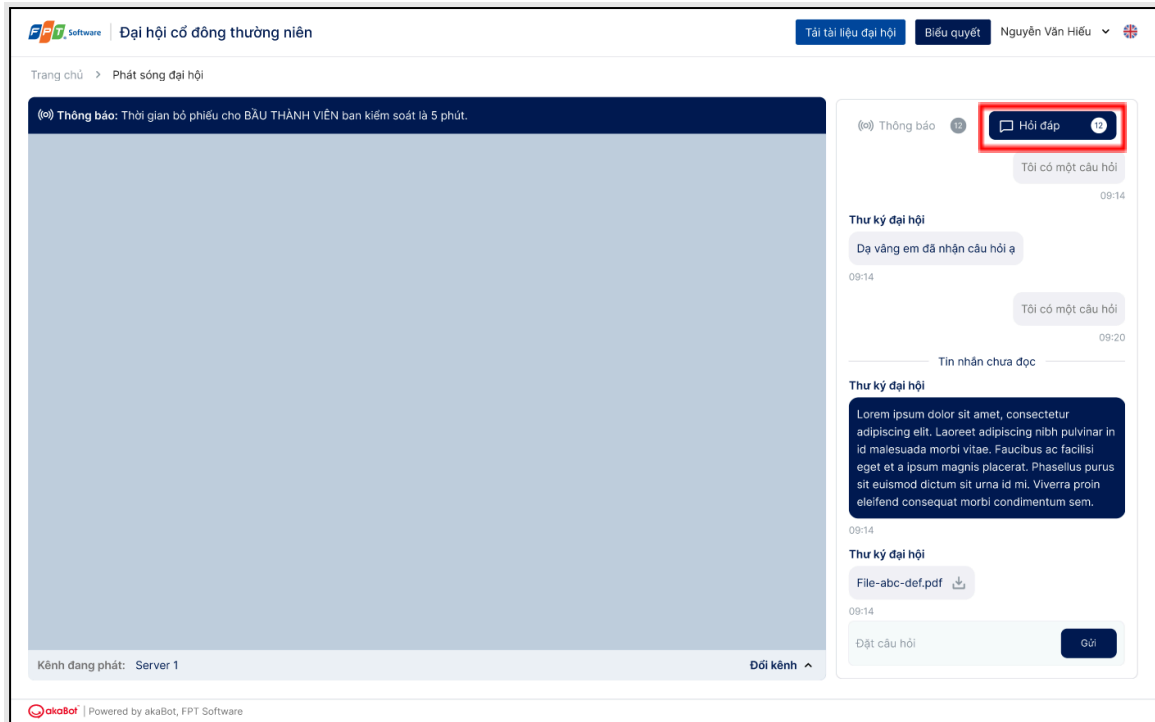 FPT Software Đại hội cổ đông thường niên
Tải tài liệu đại hội
Biểu quyết
Nguyễn Văn Hiếu
Trang chủ > Phát sóng đại hội
Thông báo: Thời gian bỏ phiếu cho BẦU THÀNH VIÊN ban kiểm soát là 5 phút.
Thông báo 12
Hỏi đáp 12
Tôi có một câu hỏi
09:14
Thư ký đại hội
Dạ vâng em đã nhận câu hỏi ạ
09:14
Tôi có một câu hỏi
09:20
Tin nhắn chưa đọc
Thư ký đại hội
Lorem ipsum dolor sit amet, consectetur
adipiscing elit. Laoreet adipiscing nibh pulvinar in
id malesuada morbi vitae. Faucibus ac facilisi
eget et a ipsum magnis placerat. Phasellus purus
sit euismod dictum sit urna id mi. Viverra proin
eleifend consequat morbi condimentum sem.
09:14
Thư ký đại hội
File-abc-def.pdf
09:14
Đặt câu hỏi
Gửi
Kênh đang phát: Server 1
Đổi kênh
akaBot | Powered by akaBot, FPT Software